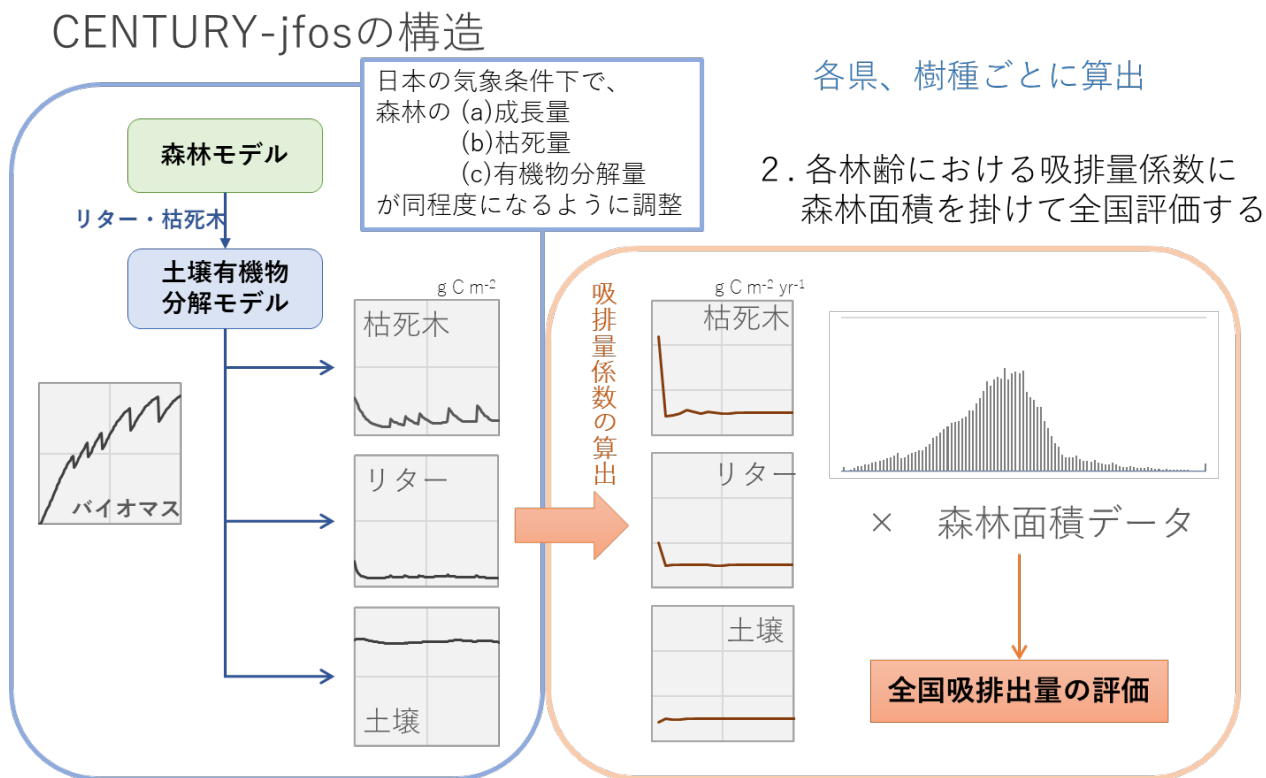 CENTURY-jfosの構造
日本の気象条件下で、
森林の (a)成長量
(b)枯死量
(c)有機物分解量
が同程度になるように調整
各県、樹種ごとに算出
2. 各林齢における吸排量係数に
森林面積を掛けて全国評価する
森林モデル
リター・枯死木
土壌有機物
分解モデル
バイオマス
g C m-2
枯死木
リター
土壌
吸排量係数の算出
g C m-2 yr-1
枯死木
リター
土壌
× 森林面積データ
全国吸排出量の評価